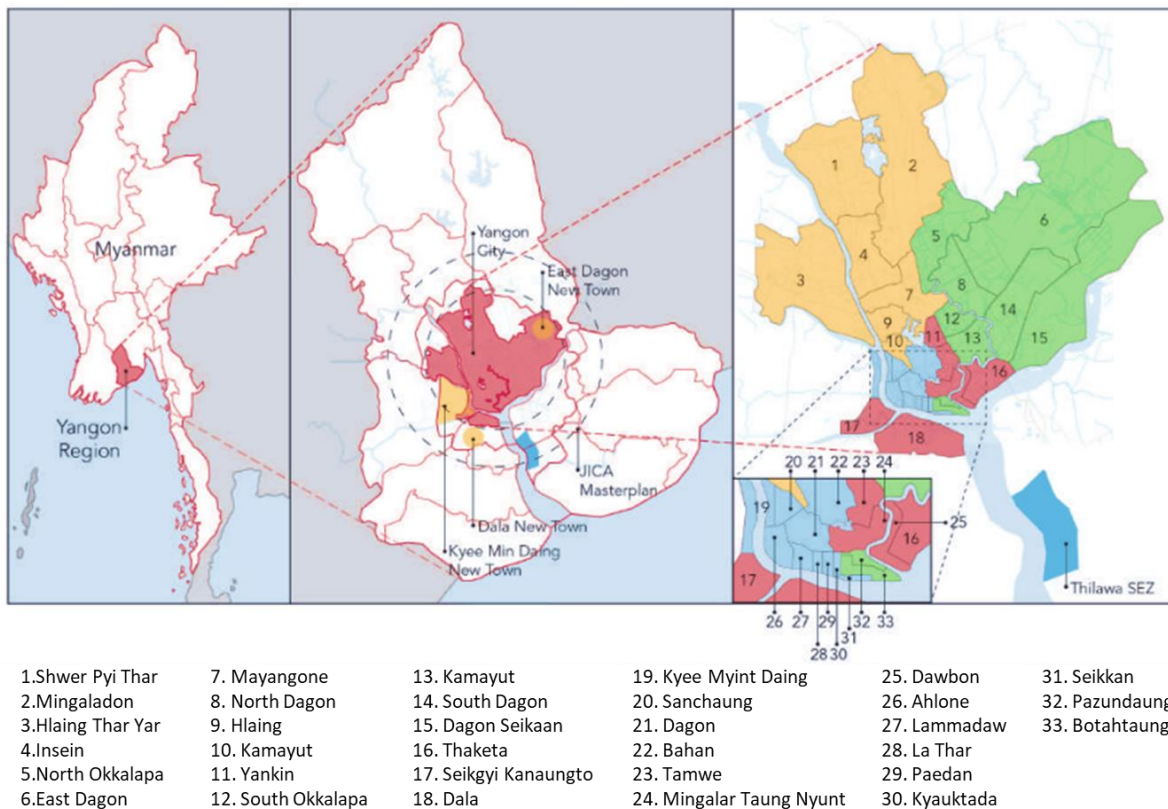 Myanmar
Yangon
Region
Yangon
City
East Dagon
New Town
JICA
Masterplan
Dala New Town
Kyee Min Daing
New Town
1
2
3
4
5
6
7
8
9
10
11
12
13
14
15
16
17
18
20 21 22 23 24
19
25
16
17
26 27 29 32 33
31
28 30
Thilawa SEZ
1.Shwer Pyi Thar
2.Mingaladon
3.Hlaing Thar Yar
4.Insein
5.North Okkalapa
6.East Dagon
7. Mayangone
8. North Dagon
9. Hlaing
10. Kamayut
11. Yankin
12. South Okkalapa
13. Kamayut
14. South Dagon
15. Dagon Seikaan
16. Thaketa
17. Seikgyi Kanaungto
18. Dala
19. Kyee Myint Daing
20. Sanchaung
21. Dagon
22. Bahan
23. Tamwe
24. Mingalar Taung Nyunt
25. Dawbon
26. Ahlone
27. Lammadaw
28. La Thar
29. Paedan
30. Kyauktada
31. Seikkan
32. Pazundaung
33. Botahtaung